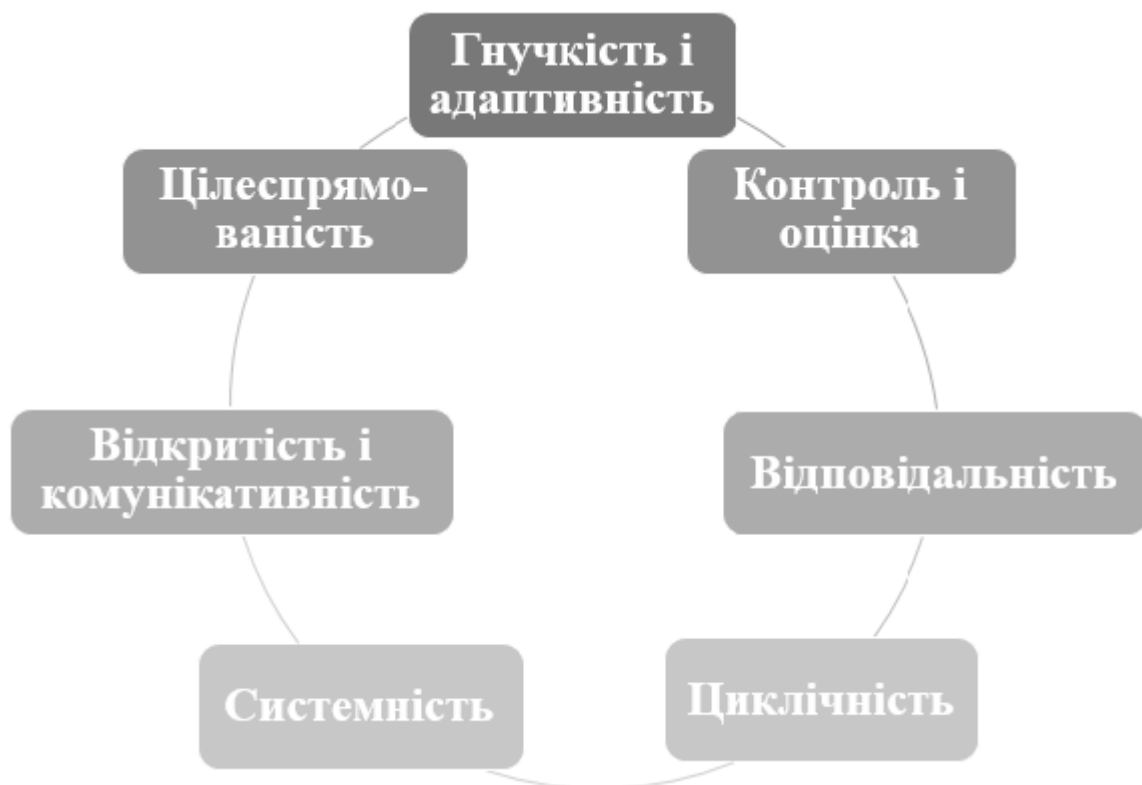 Гнучкість і
адаптивність
Цілеспрямо-
ваність
Контроль і
оцінка
Відкритість і
комунікативність
Відповідальність
Системність
Циклічність